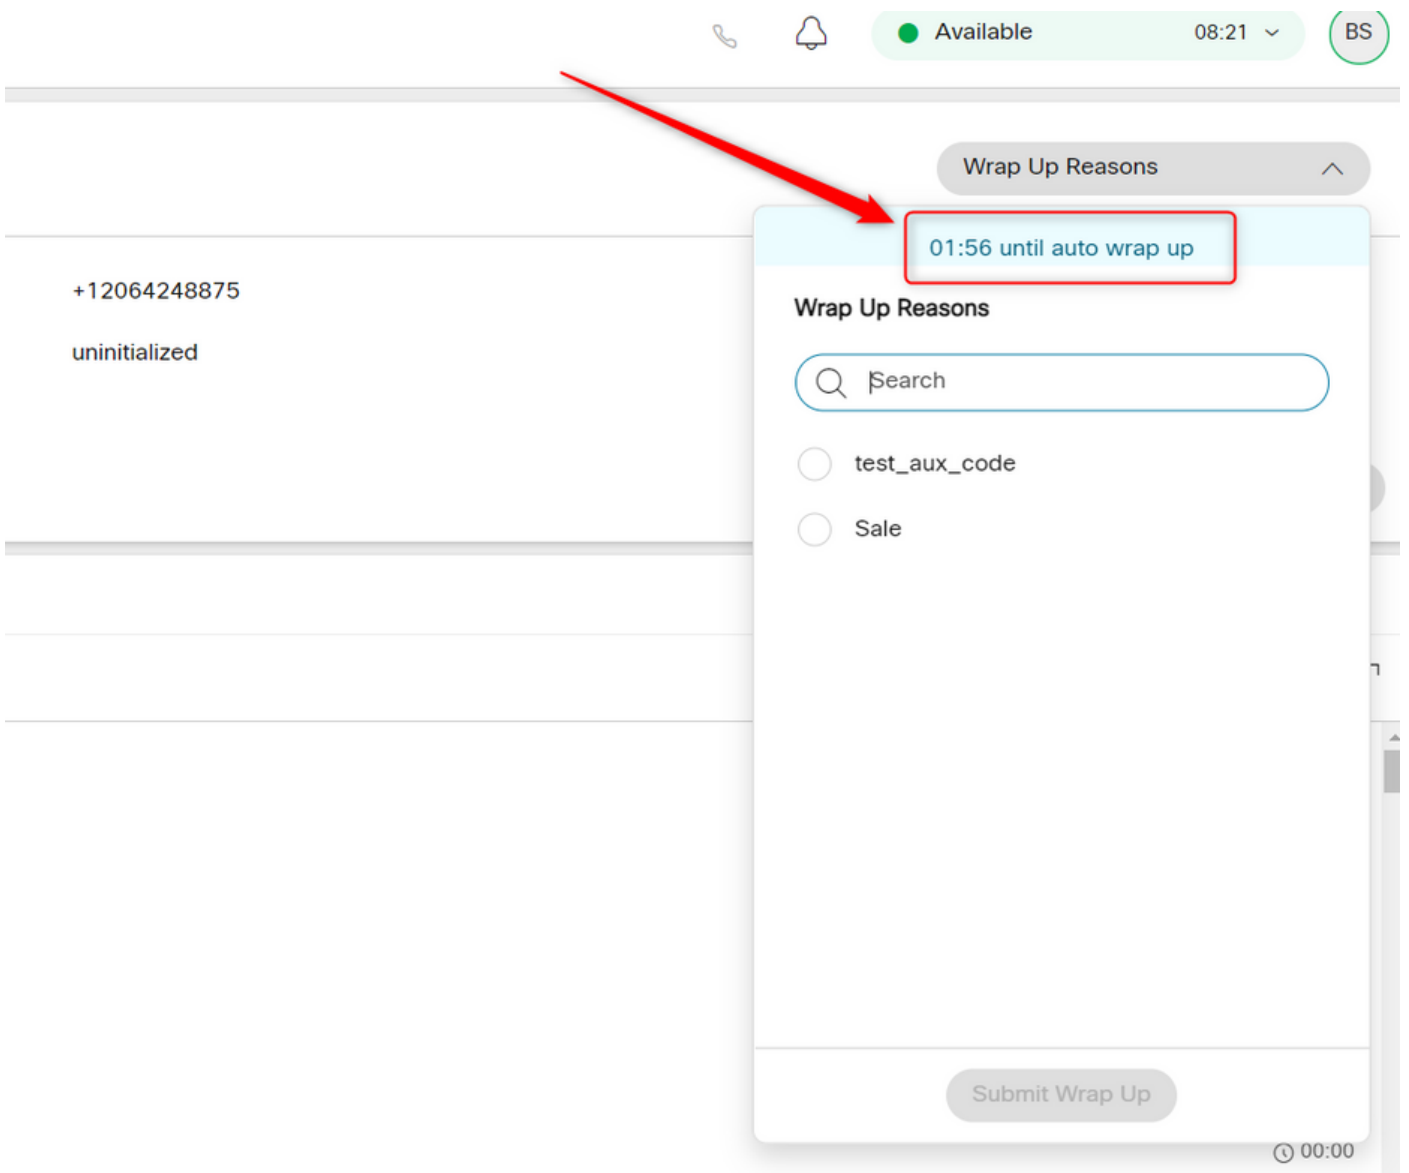 Available 08:21 BS
Wrap Up Reasons
01:56 until auto wrap up
+12064248875
Wrap Up Reasons
uninitialized
Search
test_aux_code
Sale
Submit Wrap Up
00:00